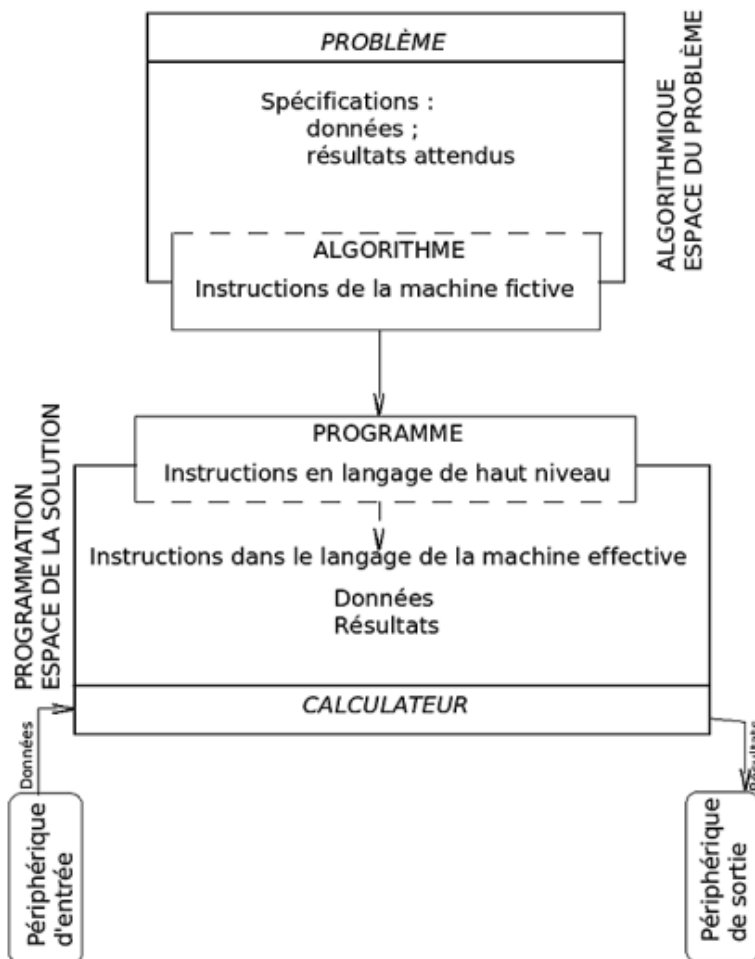 PROBLÈME
Spécifications :
données ;
résultats attendus
ALGORITHMIQUE
ESPACE DU PROBLÈME
ALGORITHME
Instructions de la machine fictive
PROGRAMME
Instructions en langage de haut niveau
PROGRAMMATION
ESPACE DE LA SOLUTION
Instructions dans le langage de la machine effective
Données
Résultats
CALCULATEUR
Données
Résultats
Périphérique
d'entrée
Périphérique
de sortie